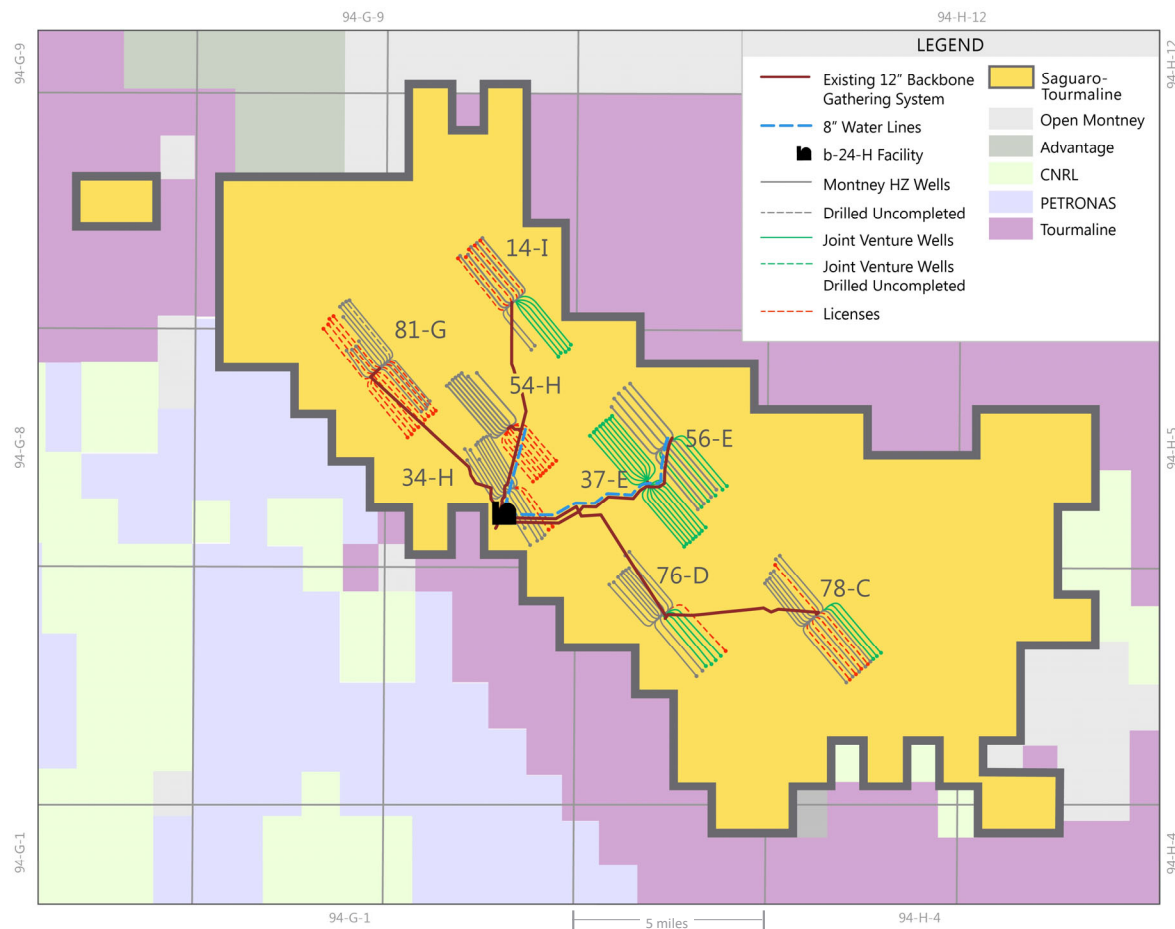 94-G-9
94-H-12
94-G-9
94-H-12
LEGEND
Existing 12” Backbone
Gathering System
8” Water Lines
b-24-H Facility
Montney HZ Wells
Drilled Uncompleted
Joint Venture Wells
Joint Venture Wells
Drilled Uncompleted
Licenses
Saguaro-
Tourmaline
Open Montney
Advantage
CNRL
PETRONAS
Tourmaline
14-I
81-G
54-H
56-E
34-H
37-E
76-D
78-C
94-G-8
94-H-5
94-G-1
94-H-4
94-G-1
5 miles
94-H-4